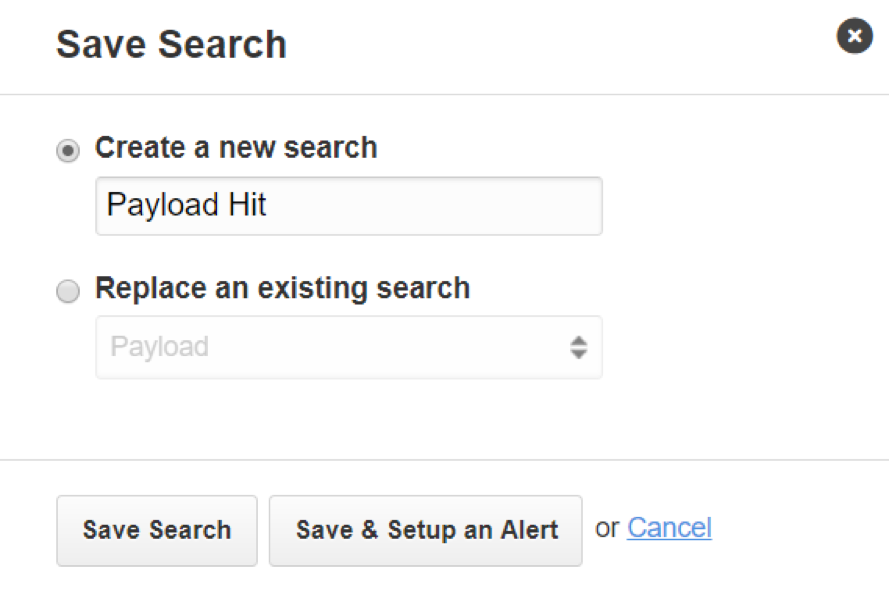 Save Search
Create a new search
Payload Hit
Replace an existing search
Payload
Save Search Save & Setup an Alert or Cancel